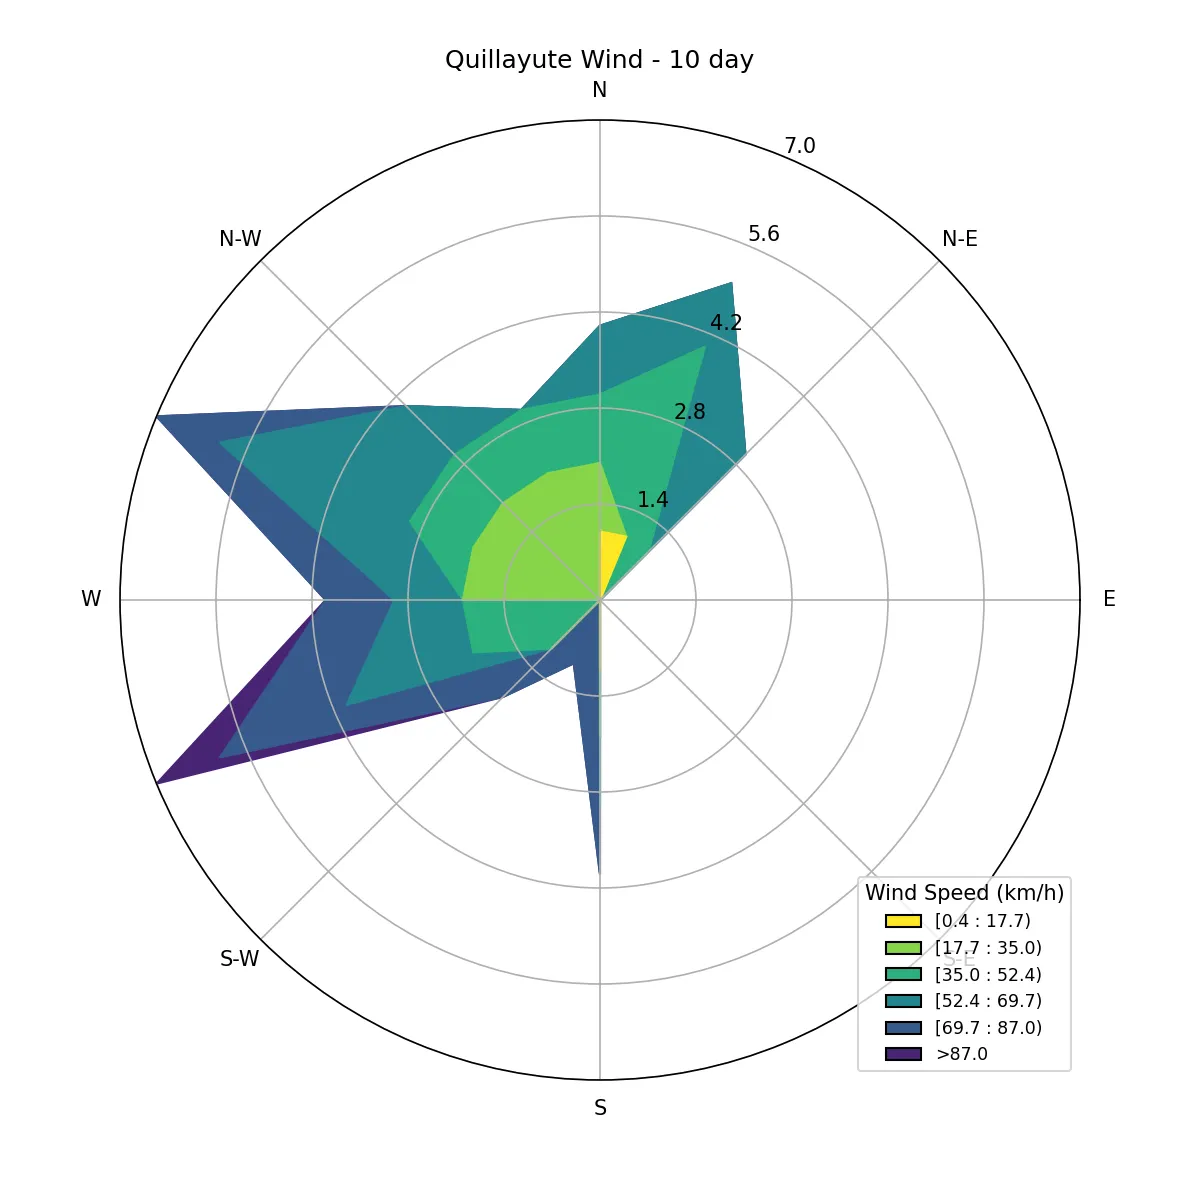 Quillayute Wind - 10 day
N
7.0
N-W
5.6
N-E
4.2
2.8
1.4
W
E
Wind Speed (km/h)
[0.4 : 17.7)
[17.7 : 35.0)
S-W
S-E
[35.0 : 52.4)
[52.4 : 69.7)
[69.7 : 87.0)
>87.0
S